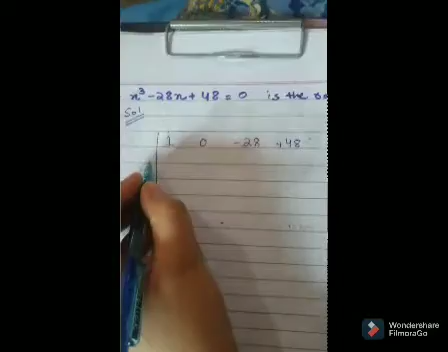 x³ - 28x + 48 = 0 is the
Sol
1 0 -28 +48
Wondershare
FilmoraGo